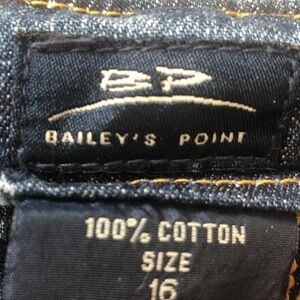 BP
BAILEY'S POINT
100% COTTON
SIZE
16